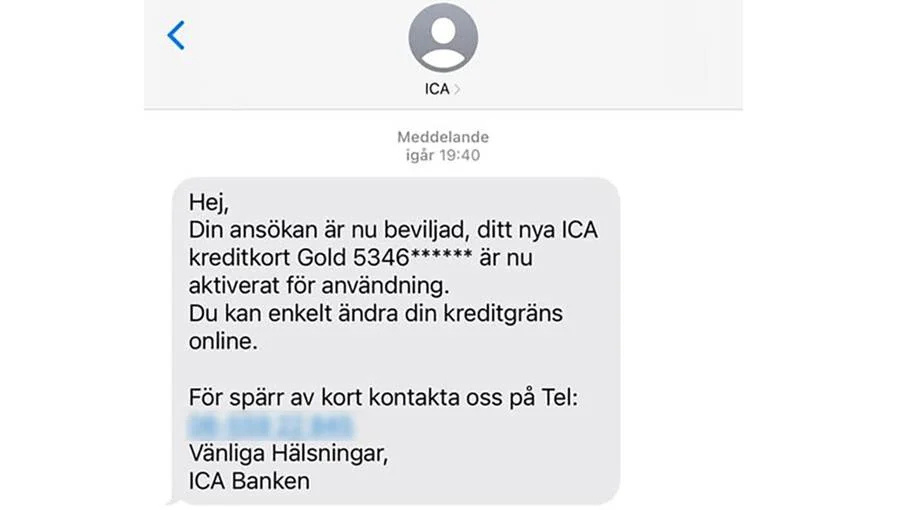 ICA
Meddelande
igår 19:40
Hej,
Din ansökan är nu beviljad, ditt nya ICA
kreditkort Gold 5346****** är nu
aktiverat för användning.
Du kan enkelt ändra din kreditgräns
online.
För spärr av kort kontakta oss på Tel:
Vänliga Hälsningar,
ICA Banken